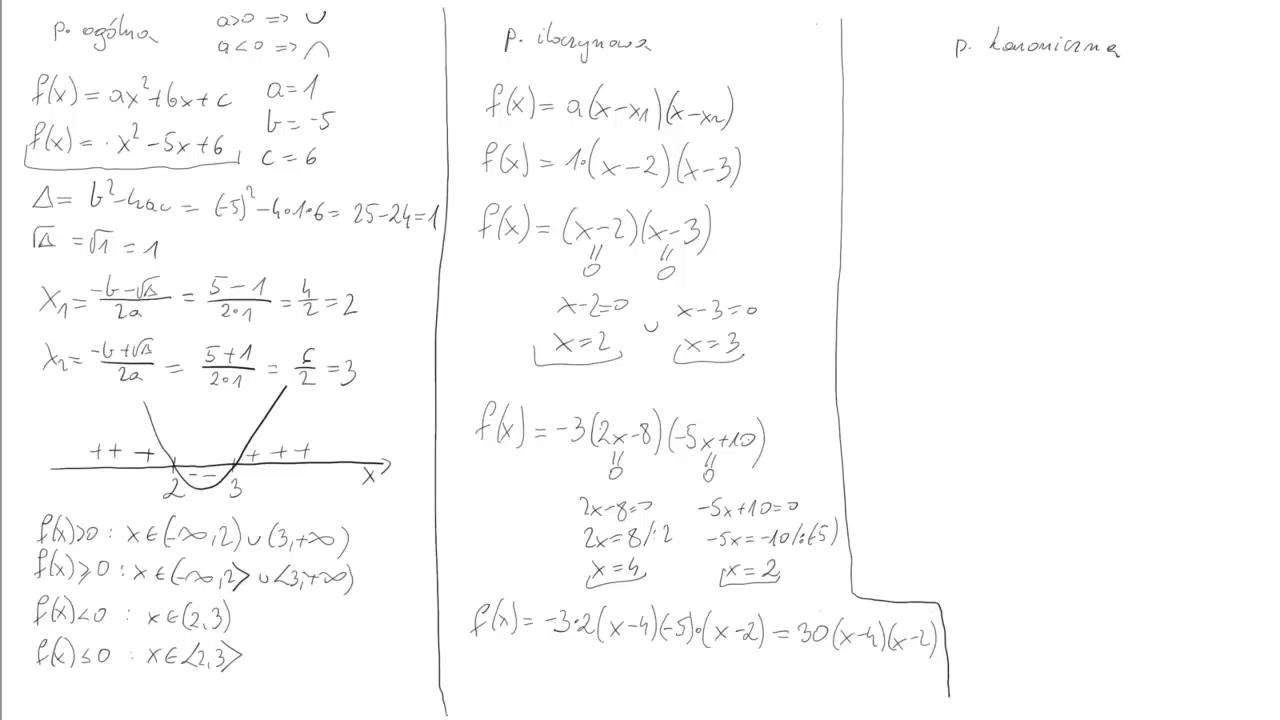 p. ogólna
a>0 => ∪
a<0 => ∩
f(x) = ax²+bx+c
a=1
f(x) = x² - 5x + 6
b = -5
c = 6
Δ = b² - 4ac = (-5)² - 4·1·6 = 25-24 = 1
√Δ = √1 = 1
x₁ = (-b-√Δ)/2a = (5-1)/(2·1) = 4/2 = 2
x₂ = (-b+√Δ)/2a = (5+1)/(2·1) = 6/2 = 3
+ + + + + +
- -
2 3 x
f(x)>0 : x∈(-∞,2)∪(3,+∞)
f(x)⩾0 : x∈(-∞,2>∪<3,+∞)
f(x)<0 : x∈(2,3)
f(x)≤0 : x∈<2,3>
p. iloczynowa
f(x) = a(x-x₁)(x-x₂)
f(x) = 1·(x-2)(x-3)
f(x) = (x-2)(x-3)
= =
0 0
x-2=0 ∪ x-3=0
x=2 x=3
f(x) = -3(2x-8)(-5x+10)
= =
0 0
2x-8=0 -5x+10=0
2x=8/:2 -5x=-10/:(-5)
x=4 x=2
f(x) = -3·2(x-4)(-5)·(x-2) = 30(x-4)(x-2)
p. kanoniczna